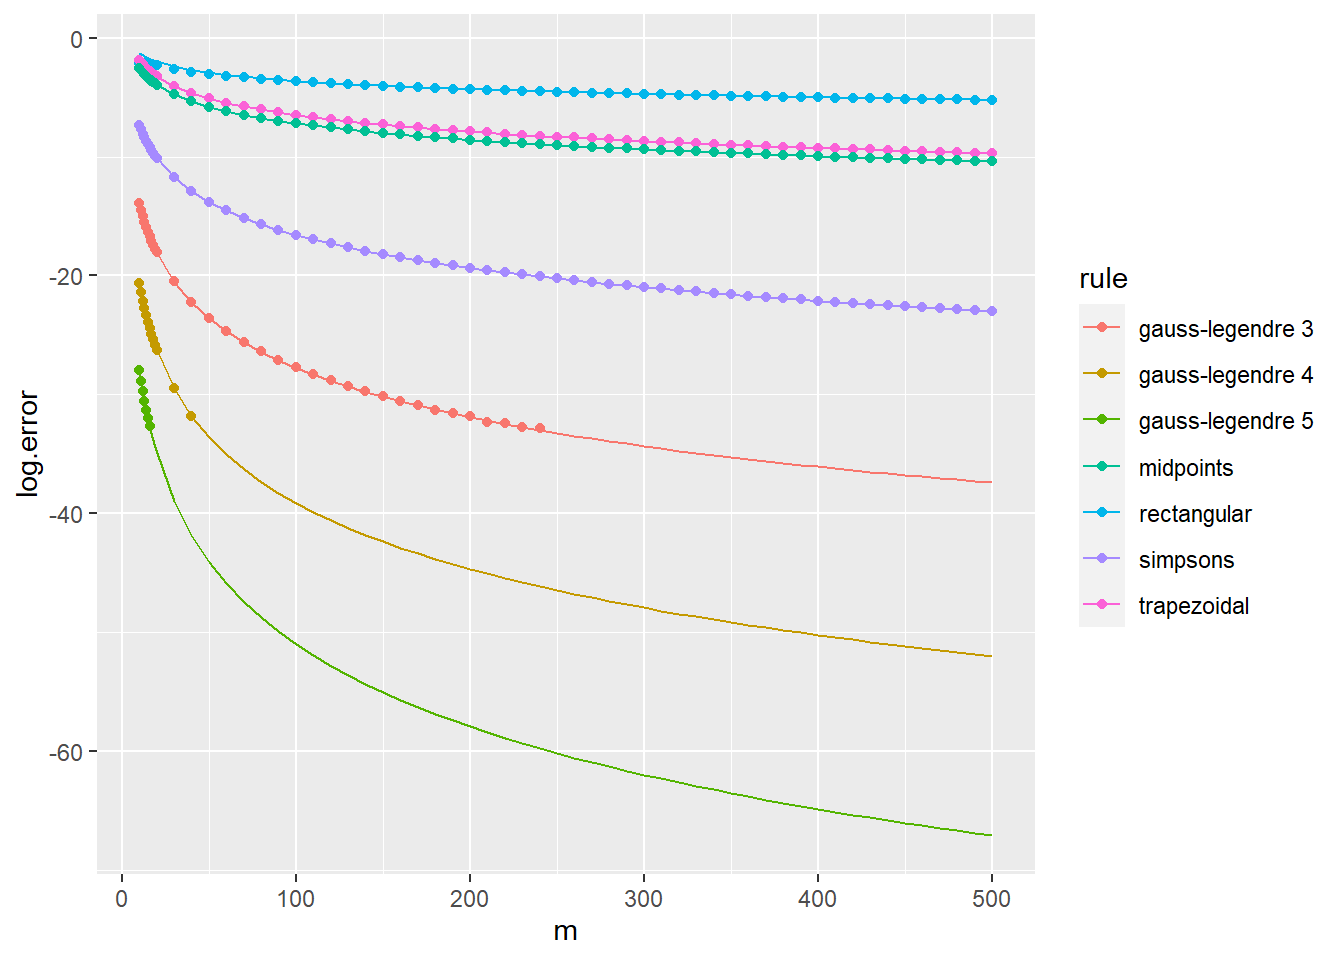 0
-20
-40
-60
log.error
0
100
200
300
400
500
m
rule
gauss-legendre 3
gauss-legendre 4
gauss-legendre 5
midpoints
rectangular
simpsons
trapezoidal